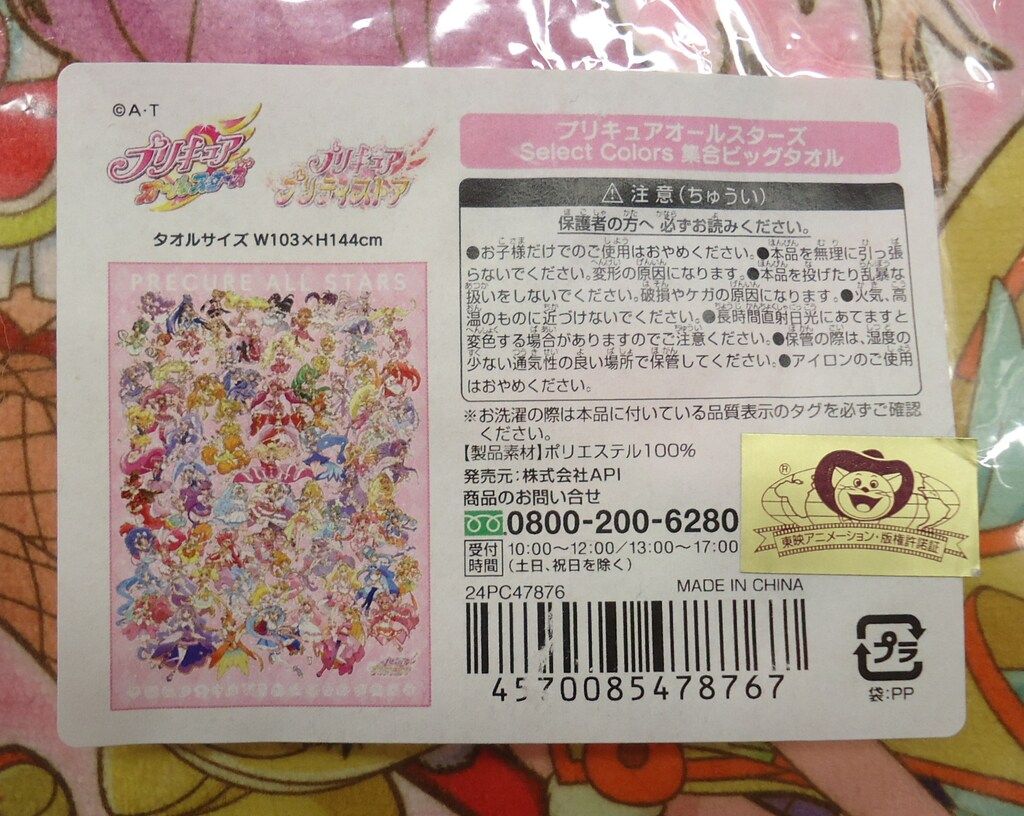 ©A・T
プリキュア
オールスターズ
プリキュア
プリティストア
タオルサイズ W103×H144cm
PRECURE ALL STARS
プリキュアオールスターズ
Select Colors 集合ビッグタオル
⚠ 注意(ちゅうい)
保護者の方へ 必ずお読みください。
●お子様だけでのご使用はおやめください。●本品を無理に引っ張
らないでください。変形の原因になります。●本品を投げたり乱暴な
扱いをしないでください。破損やケガの原因になります。●火気、高
温のものに近づけないでください。●長時間直射日光にあてますと
変色する場合がありますのでご注意ください。●保管の際は、湿度の
少ない通気性の良い場所で保管してください。●アイロンのご使用
はおやめください。
※お洗濯の際は本品に付いている品質表示のタグを必ずご確認
ください。
【製品素材】ポリエステル100%
発売元:株式会社API
商品のお問い合せ
0800-200-6280
受付時間 10:00〜12:00/13:00〜17:00
(土日、祝日を除く)
24PC47876 MADE IN CHINA
4570085478767
プラ
袋:PP
®
東映アニメーション・版権許諾証